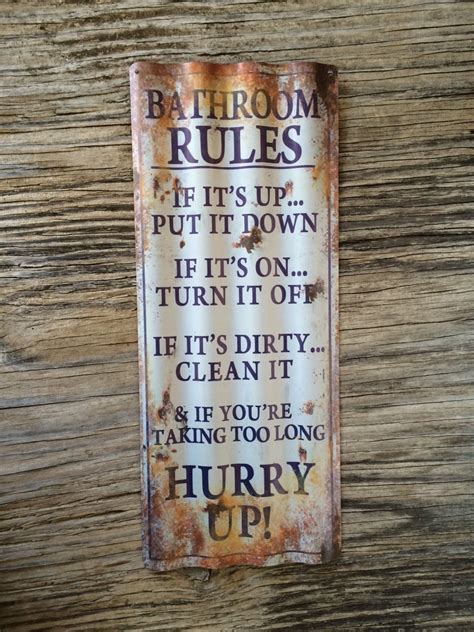 BATHROOM
RULES
IF IT'S UP...
PUT IT DOWN
IF IT'S ON...
TURN IT OFF
IF IT'S DIRTY...
CLEAN IT
& IF YOU'RE
TAKING TOO LONG
HURRY
UP!